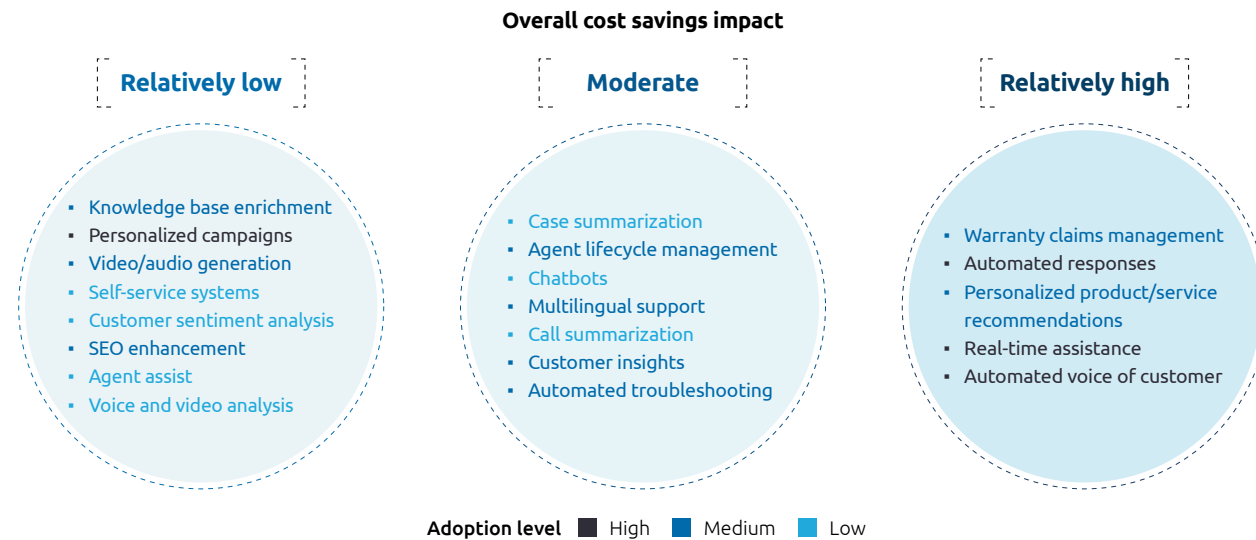 Overall cost savings impact
Relatively low
Moderate
Relatively high
▪ Knowledge base enrichment
▪ Personalized campaigns
▪ Video/audio generation
▪ Self-service systems
▪ Customer sentiment analysis
▪ SEO enhancement
▪ Agent assist
▪ Voice and video analysis
▪ Case summarization
▪ Agent lifecycle management
▪ Chatbots
▪ Multilingual support
▪ Call summarization
▪ Customer insights
▪ Automated troubleshooting
▪ Warranty claims management
▪ Automated responses
▪ Personalized product/service
recommendations
▪ Real-time assistance
▪ Automated voice of customer
Adoption level High Medium Low